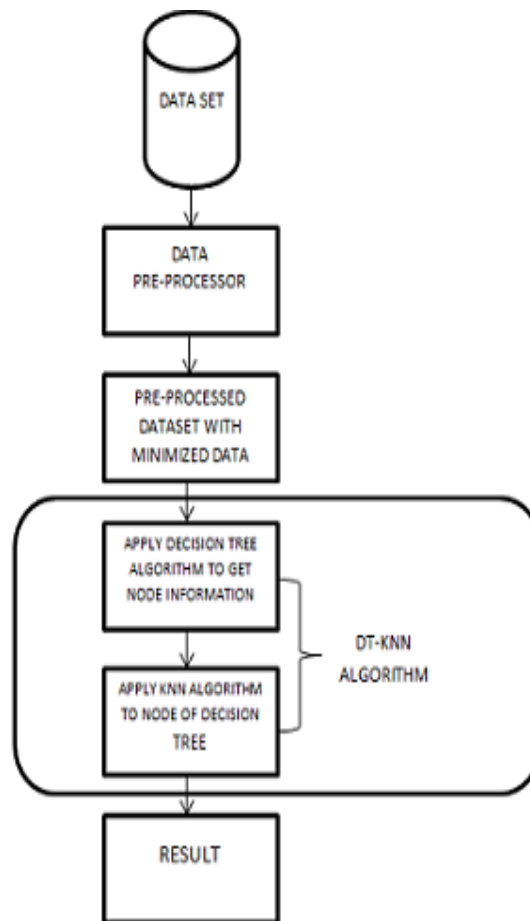 DATA SET
DATA
PRE-PROCESSOR
PRE-PROCESSED
DATASET WITH
MINIMIZED DATA
APPLY DECISION TREE
ALGORITHM TO GET
NODE INFORMATION
DT-KNN
ALGORITHM
APPLY KNN ALGORITHM
TO NODE OF DECISION
TREE
RESULT